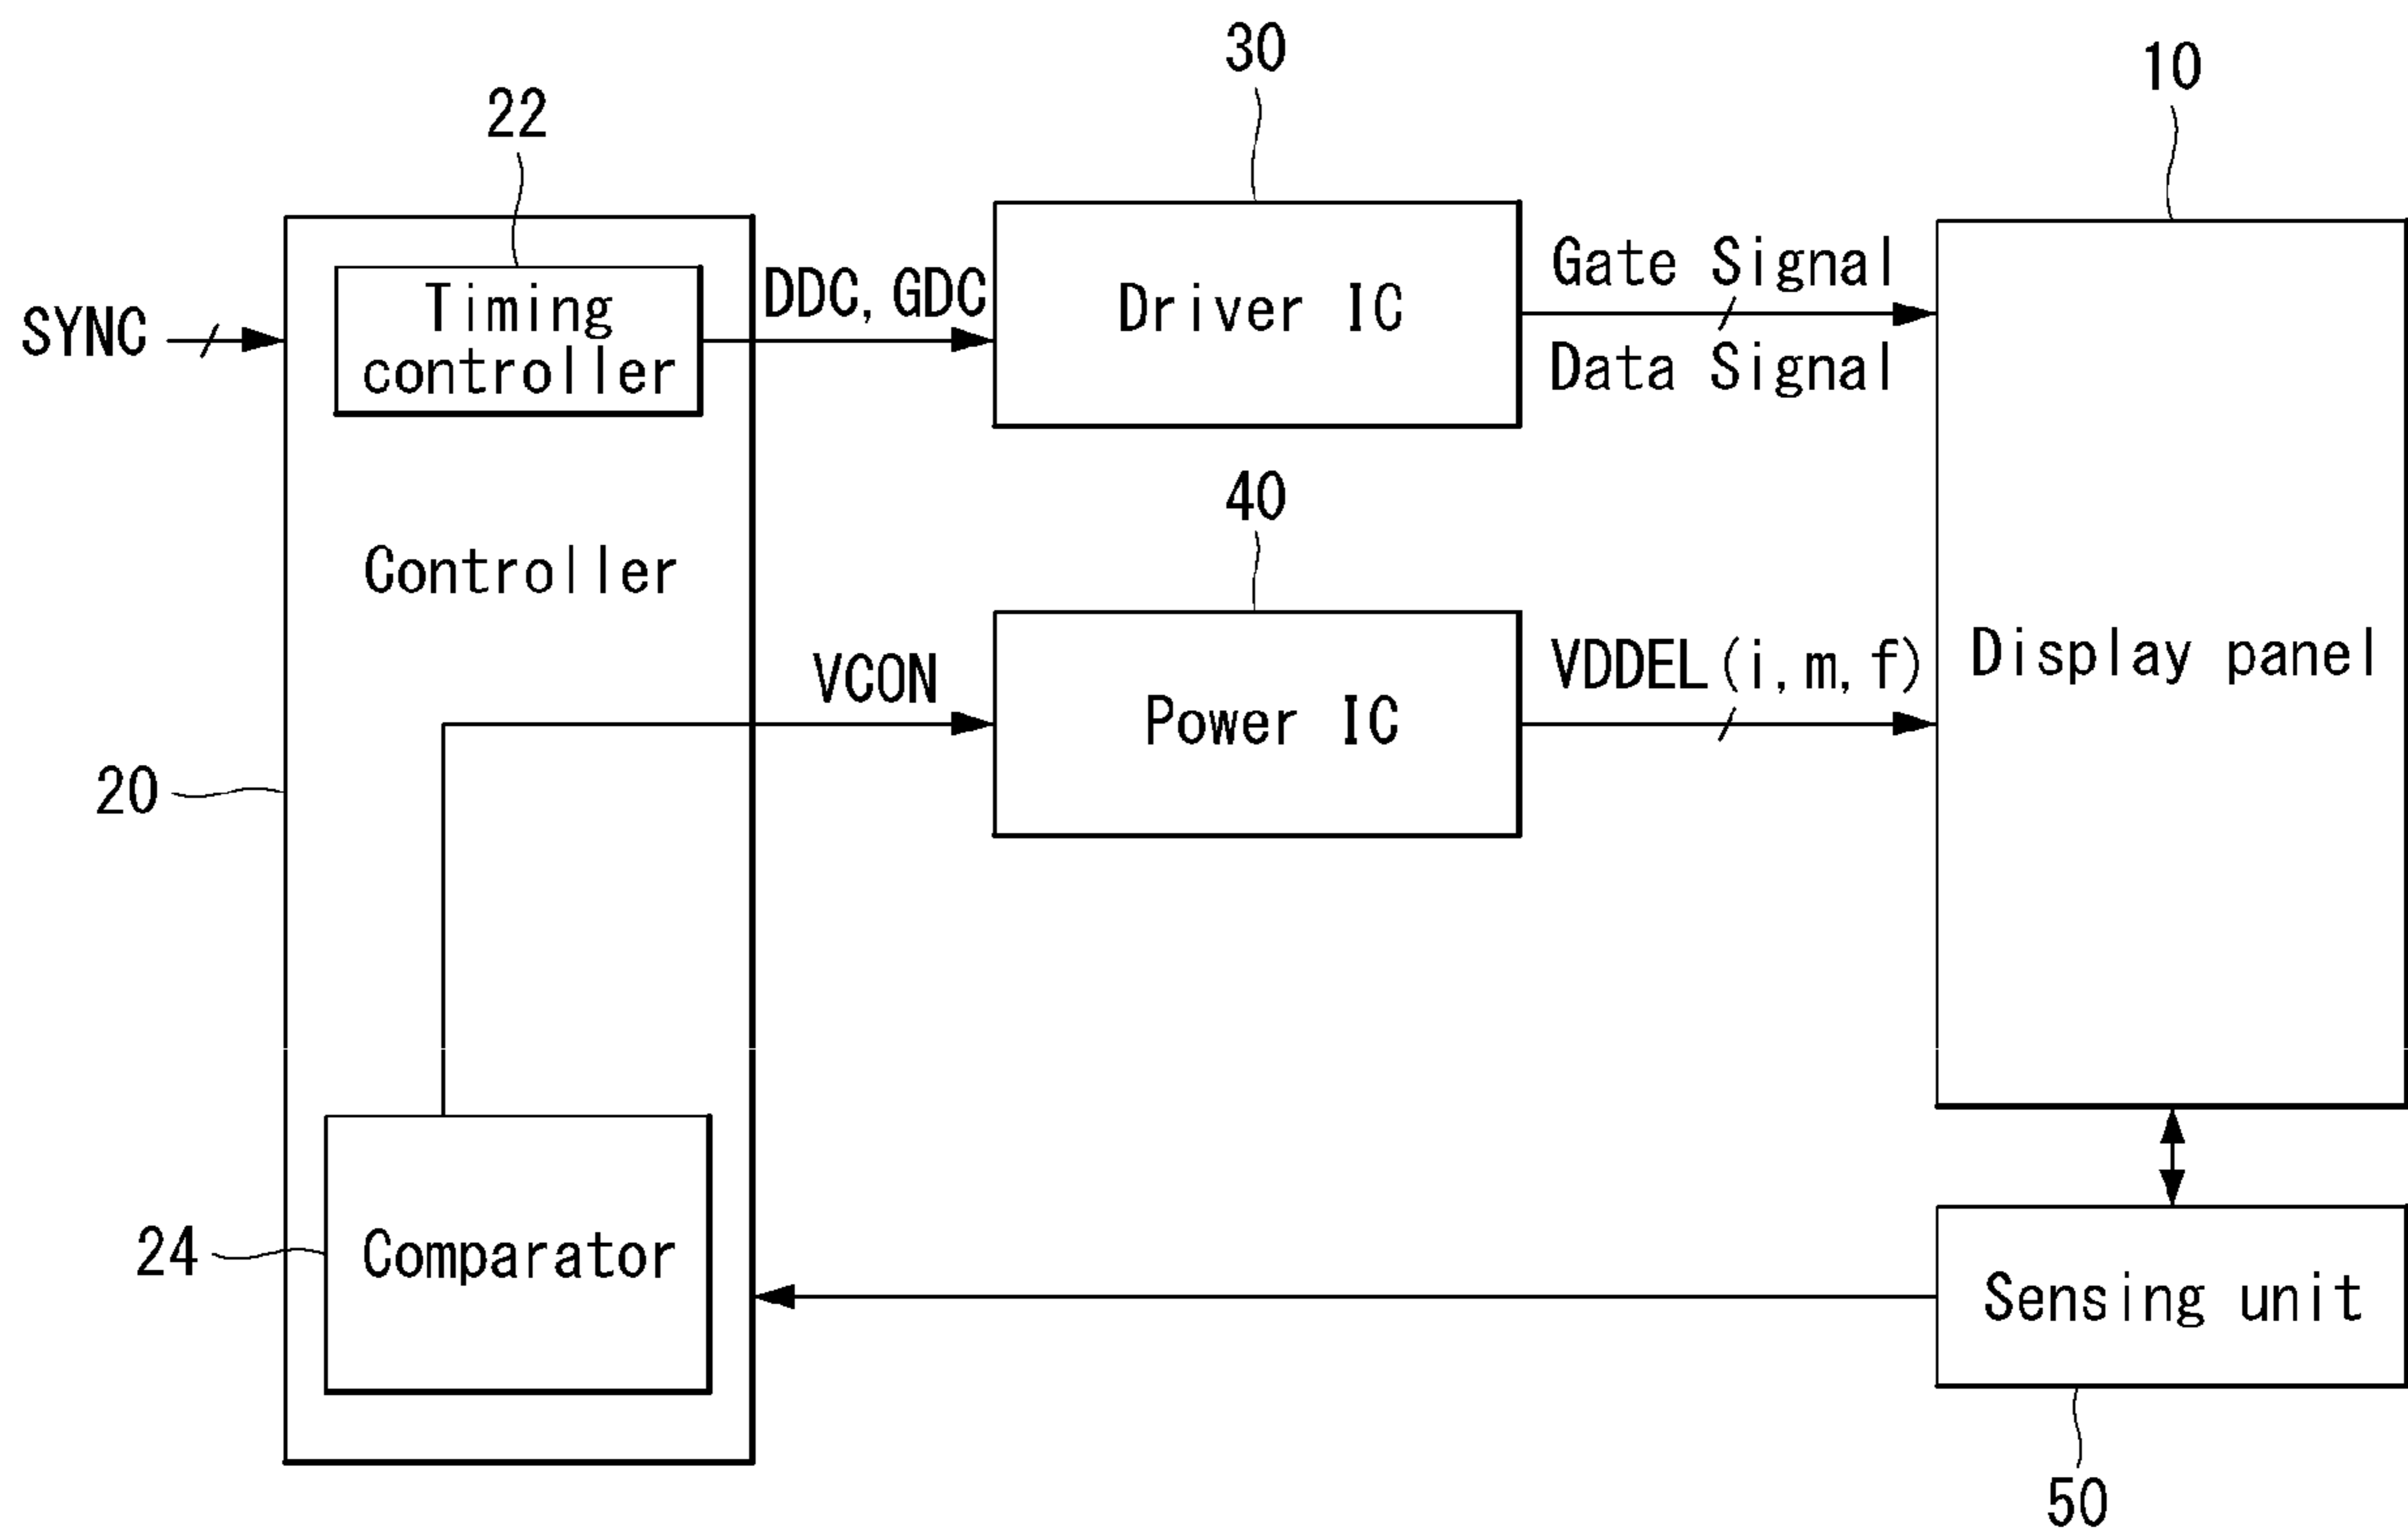 30
10
22
SYNC
Timing
controller
DDC, GDC
Driver IC
Gate Signal
Data Signal
Controller
40
VCON
Power IC
VDDEL(i, m, f)
Display panel
20
24
Comparator
Sensing unit
50